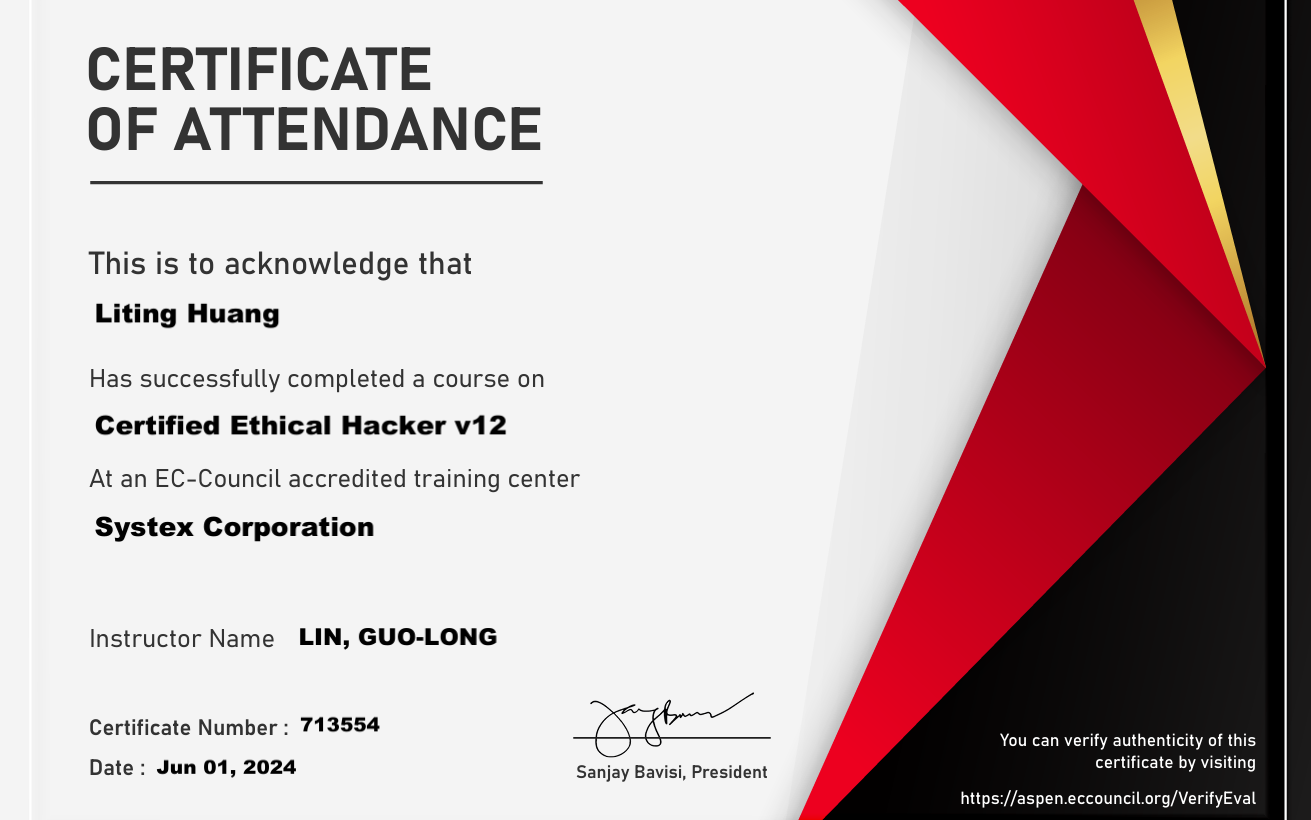 CERTIFICATE
OF ATTENDANCE
This is to acknowledge that
Liting Huang
Has successfully completed a course on
Certified Ethical Hacker v12
At an EC-Council accredited training center
Systex Corporation
Instructor Name LIN, GUO-LONG
Certificate Number : 713554
Date : Jun 01, 2024
Sanjay Bavisi, President
You can verify authenticity of this
certificate by visiting
https://aspen.eccouncil.org/VerifyEval